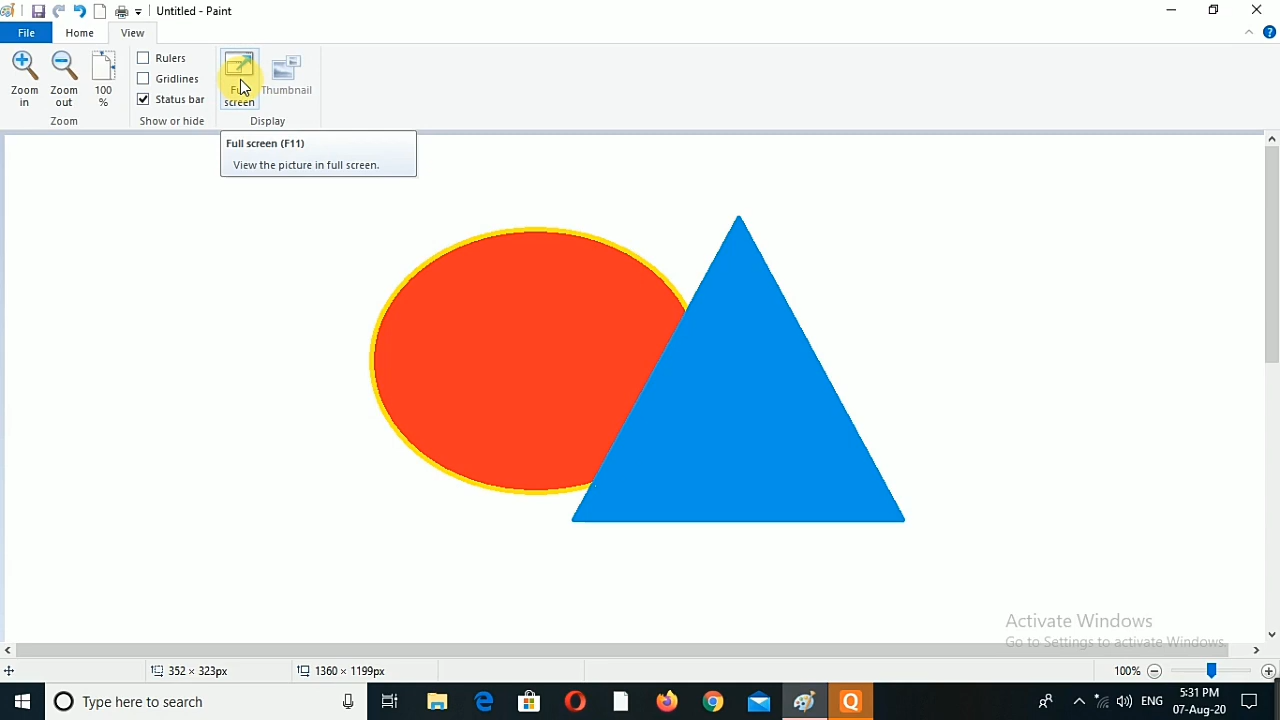 Untitled - Paint
File Home View
Zoom in
Zoom out
100 %
Rulers
Gridlines
Status bar
screen
Thumbnail
Zoom
Show or hide
Display
Full screen (F11)
View the picture in full screen.
Activate Windows
Go to Settings to activate Windows.
352 × 323px
1360 × 1199px
100%
Type here to search
ENG
5:31 PM
07-Aug-20